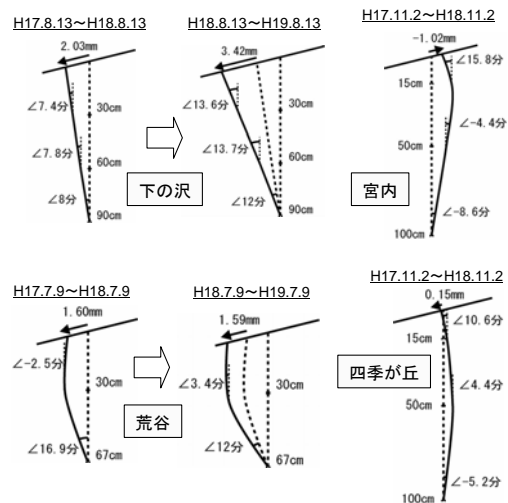 H17.8.13～H18.8.13
2.03mm
∠7.4分
30cm
∠7.8分
60cm
∠8分
90cm
H18.8.13～H19.8.13
3.42mm
∠13.6分
30cm
∠13.7分
60cm
∠12分
90cm
下の沢
H17.11.2～H18.11.2
-1.02mm
∠15.8分
15cm
∠-4.4分
50cm
∠-8.6分
100cm
宮内
H17.7.9～H18.7.9
1.60mm
∠-2.5分
30cm
∠16.9分
67cm
H18.7.9～H19.7.9
1.59mm
∠3.4分
30cm
∠12分
67cm
荒谷
H17.11.2～H18.11.2
0.15mm
∠10.6分
15cm
四季が丘
∠4.4分
50cm
∠-5.2分
100cm